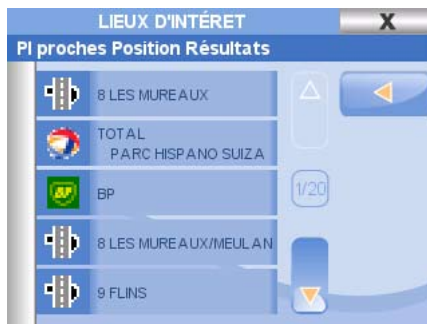 LIEUX D'INTÉRET
X
PI proches Position Résultats
8 LES MUREAUX
TOTAL
PARC HISPANO SUIZA
BP
1/20
8 LES MUREAUX/MEULAN
9 FLINS